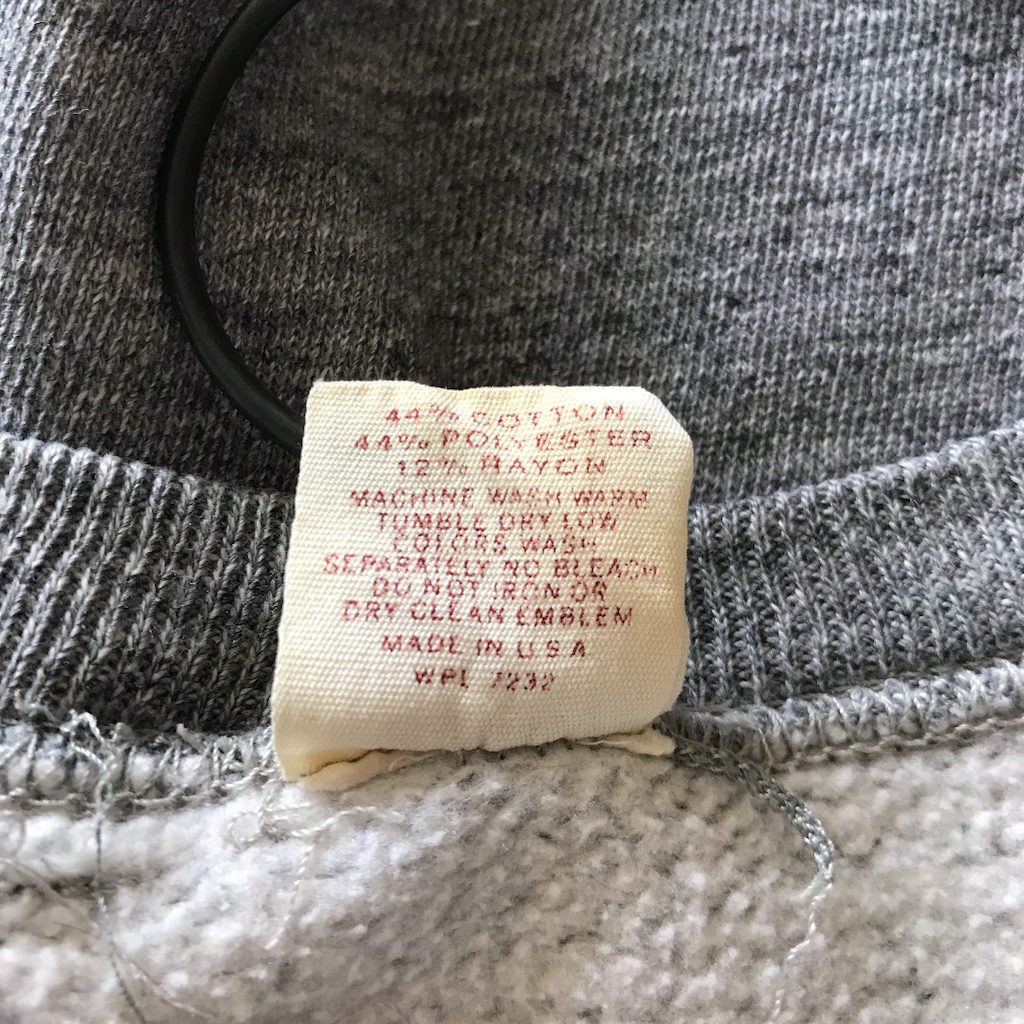 44% COTTON
44% POLYESTER
12% RAYON
MACHINE WASH WARM
TUMBLE DRY LOW
COLORS WASH
SEPARATELY NO BLEACH
DO NOT IRON OR
DRY CLEAN EMBLEM
MADE IN U S A
WPL 7232